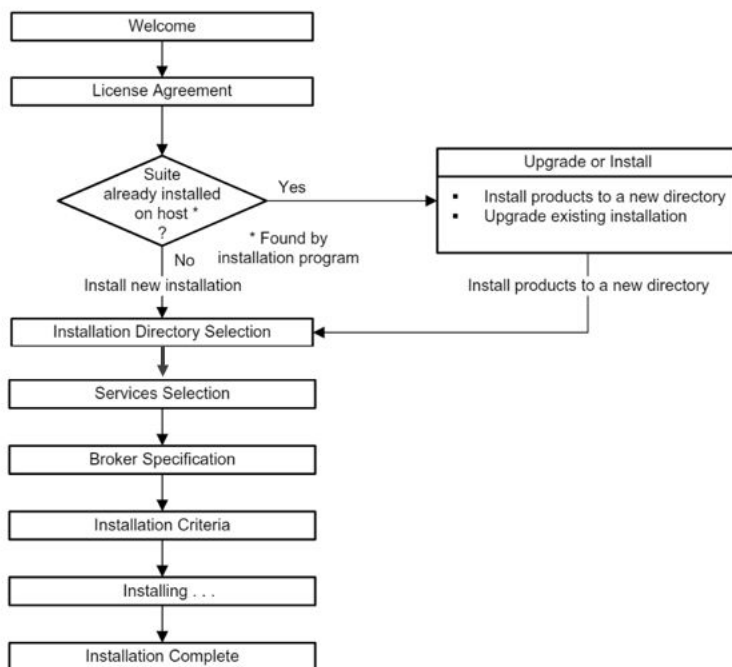 Welcome
License Agreement
Suite
already installed
on host *
?
Yes
* Found by
installation program
No
Install new installation
Upgrade or Install
▪ Install products to a new directory
▪ Upgrade existing installation
Install products to a new directory
Installation Directory Selection
Services Selection
Broker Specification
Installation Criteria
Installing . . .
Installation Complete